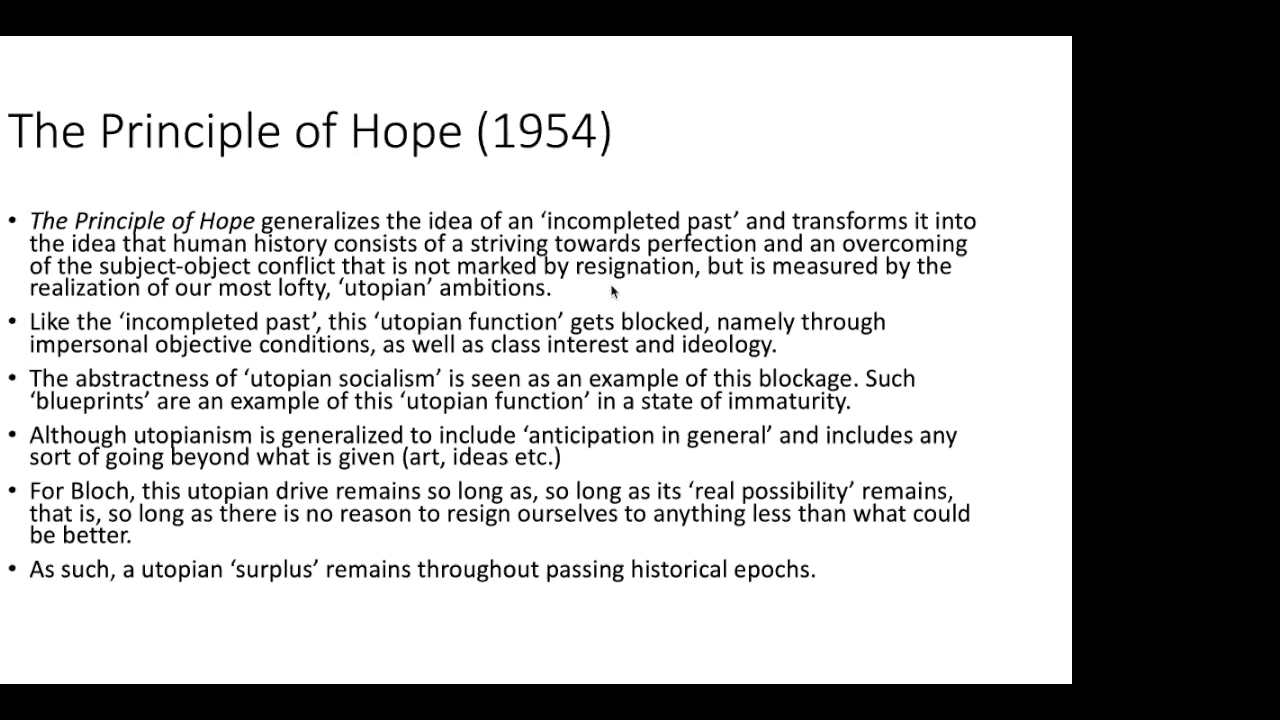 The Principle of Hope (1954)
• The Principle of Hope generalizes the idea of an ‘incompleted past’ and transforms it into
the idea that human history consists of a striving towards perfection and an overcoming
of the subject-object conflict that is not marked by resignation, but is measured by the
realization of our most lofty, ‘utopian’ ambitions.
• Like the ‘incompleted past’, this ‘utopian function’ gets blocked, namely through
impersonal objective conditions, as well as class interest and ideology.
• The abstractness of ‘utopian socialism’ is seen as an example of this blockage. Such
‘blueprints’ are an example of this ‘utopian function’ in a state of immaturity.
• Although utopianism is generalized to include ‘anticipation in general’ and includes any
sort of going beyond what is given (art, ideas etc.)
• For Bloch, this utopian drive remains so long as, so long as its ‘real possibility’ remains,
that is, so long as there is no reason to resign ourselves to anything less than what could
be better.
• As such, a utopian ‘surplus’ remains throughout passing historical epochs.